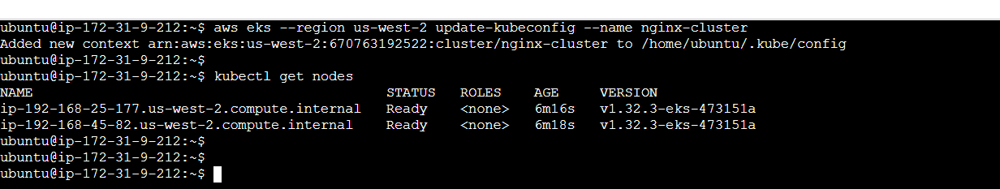 ubuntu@ip-172-31-9-212:~$ aws eks --region us-west-2 update-kubeconfig --name nginx-cluster
Added new context arn:aws:eks:us-west-2:670763192522:cluster/nginx-cluster to /home/ubuntu/.kube/config
ubuntu@ip-172-31-9-212:~$
ubuntu@ip-172-31-9-212:~$ kubectl get nodes
NAME                                           STATUS   ROLES    AGE     VERSION
ip-192-168-25-177.us-west-2.compute.internal   Ready    <none>   6m16s   v1.32.3-eks-473151a
ip-192-168-45-82.us-west-2.compute.internal    Ready    <none>   6m18s   v1.32.3-eks-473151a
ubuntu@ip-172-31-9-212:~$
ubuntu@ip-172-31-9-212:~$
ubuntu@ip-172-31-9-212:~$